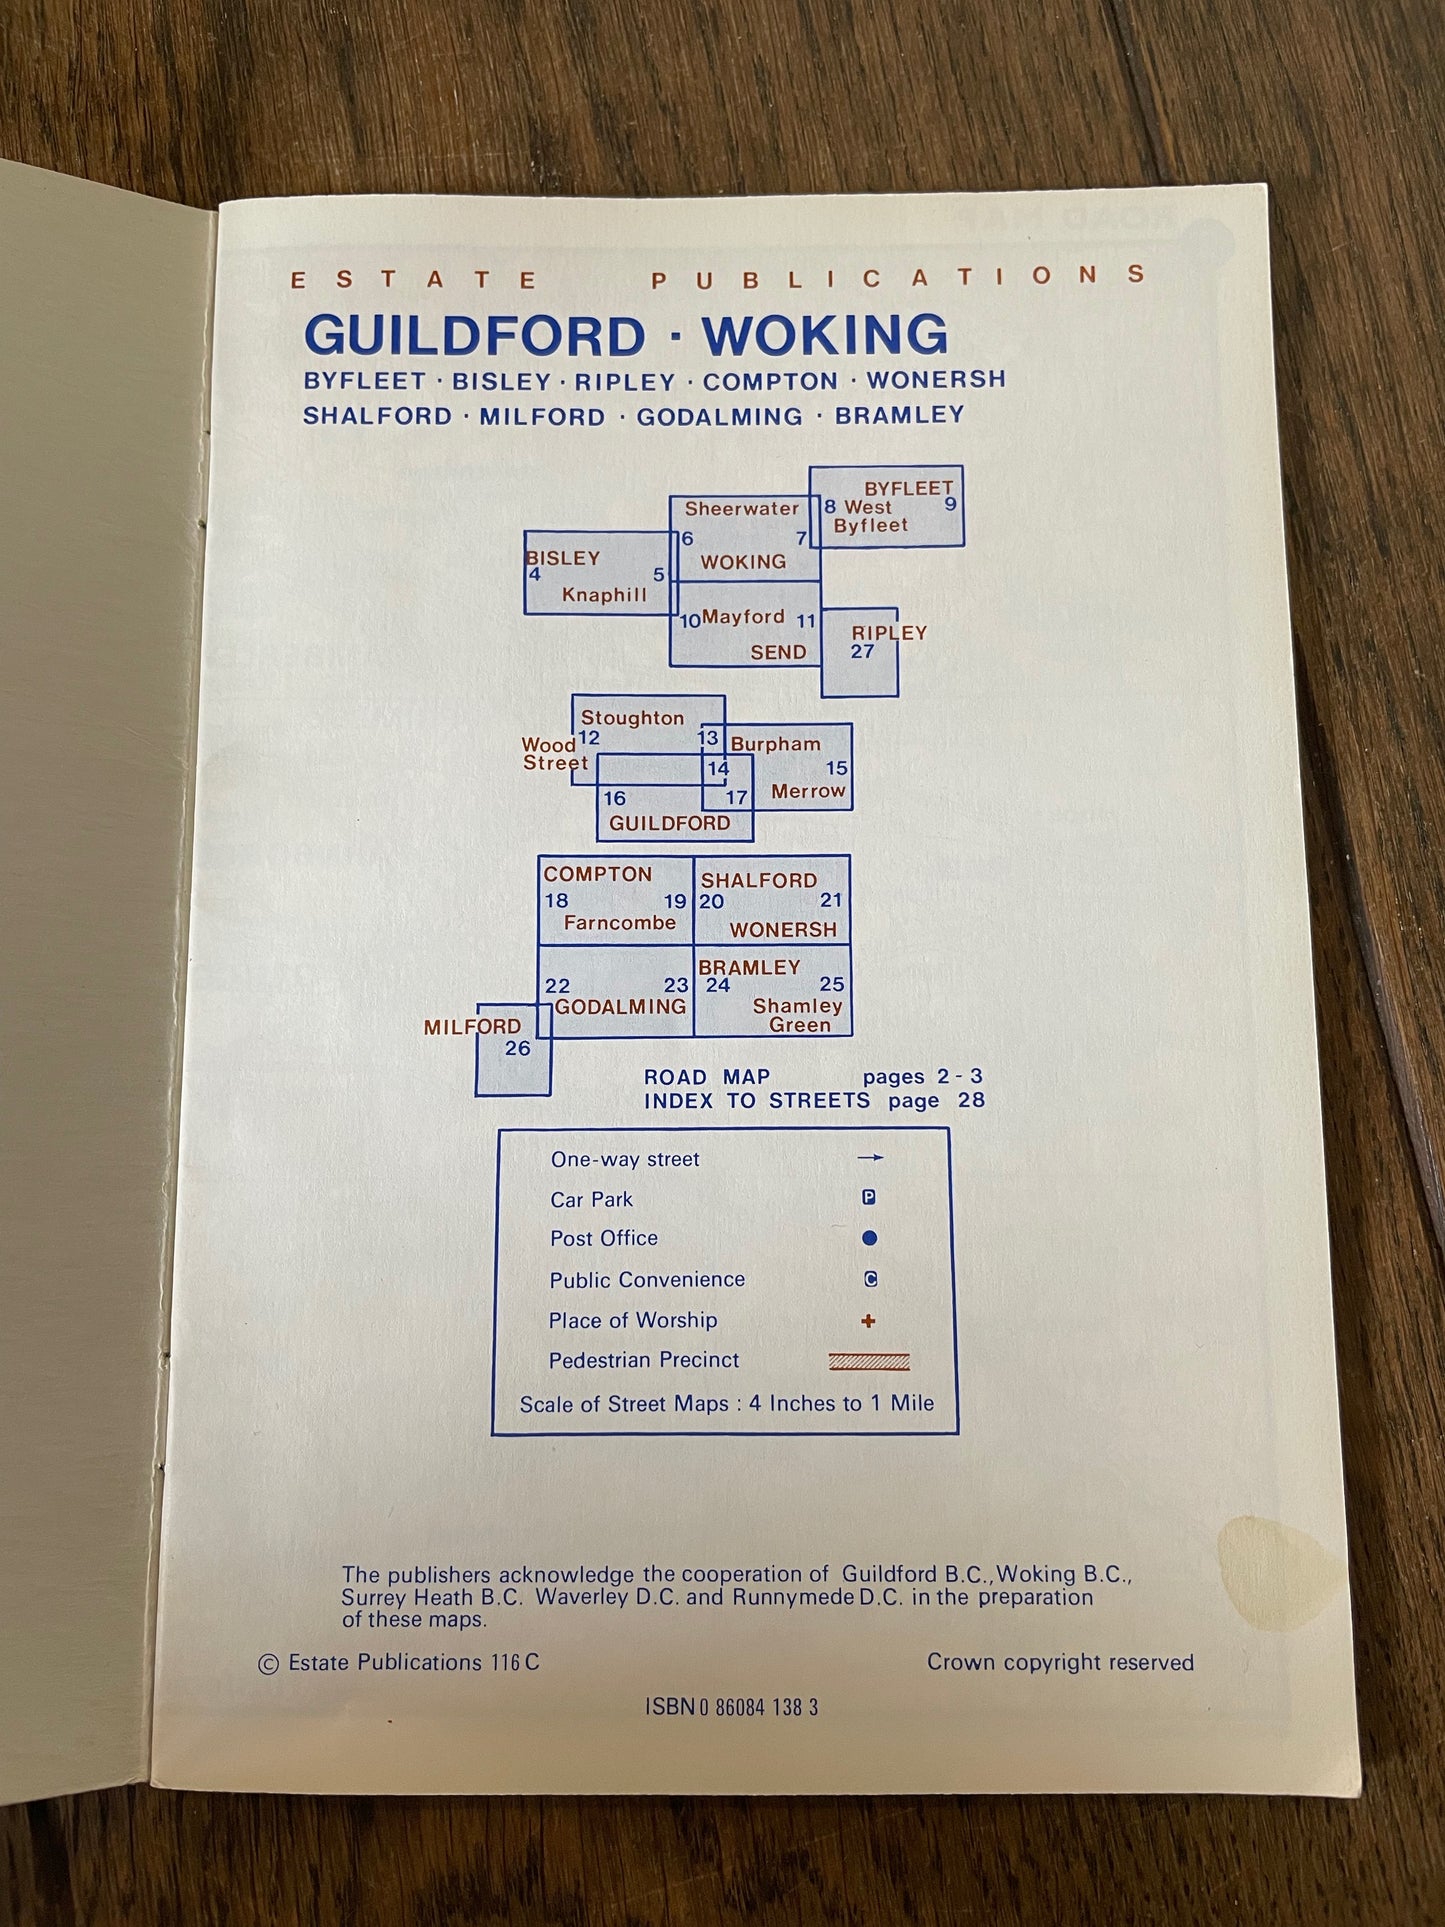 ESTATE PUBLICATIONS
GUILDFORD · WOKING
BYFLEET · BISLEY · RIPLEY · COMPTON · WONERSH
SHALFORD · MILFORD · GODALMING · BRAMLEY
BYFLEET
8 West 9
Byfleet
Sheerwater
6 7
WOKING
BISLEY
4 5
Knaphill
10 Mayford 11
SEND
RIPLEY
27
Stoughton
12 13
Wood
Street
Burpham
14 15
Merrow
16 17
GUILDFORD
COMPTON
18 19
Farncombe
SHALFORD
20 21
WONERSH
22 23
GODALMING
BRAMLEY
24 25
Shamley
Green
MILFORD
26
ROAD MAP pages 2 - 3
INDEX TO STREETS page 28
One-way street
Car Park P
Post Office
Public Convenience C
Place of Worship
Pedestrian Precinct
Scale of Street Maps : 4 Inches to 1 Mile
The publishers acknowledge the cooperation of Guildford B.C., Woking B.C.,
Surrey Heath B.C. Waverley D.C. and Runnymede D.C. in the preparation
of these maps.
© Estate Publications 116 C Crown copyright reserved
ISBN 0 86084 138 3